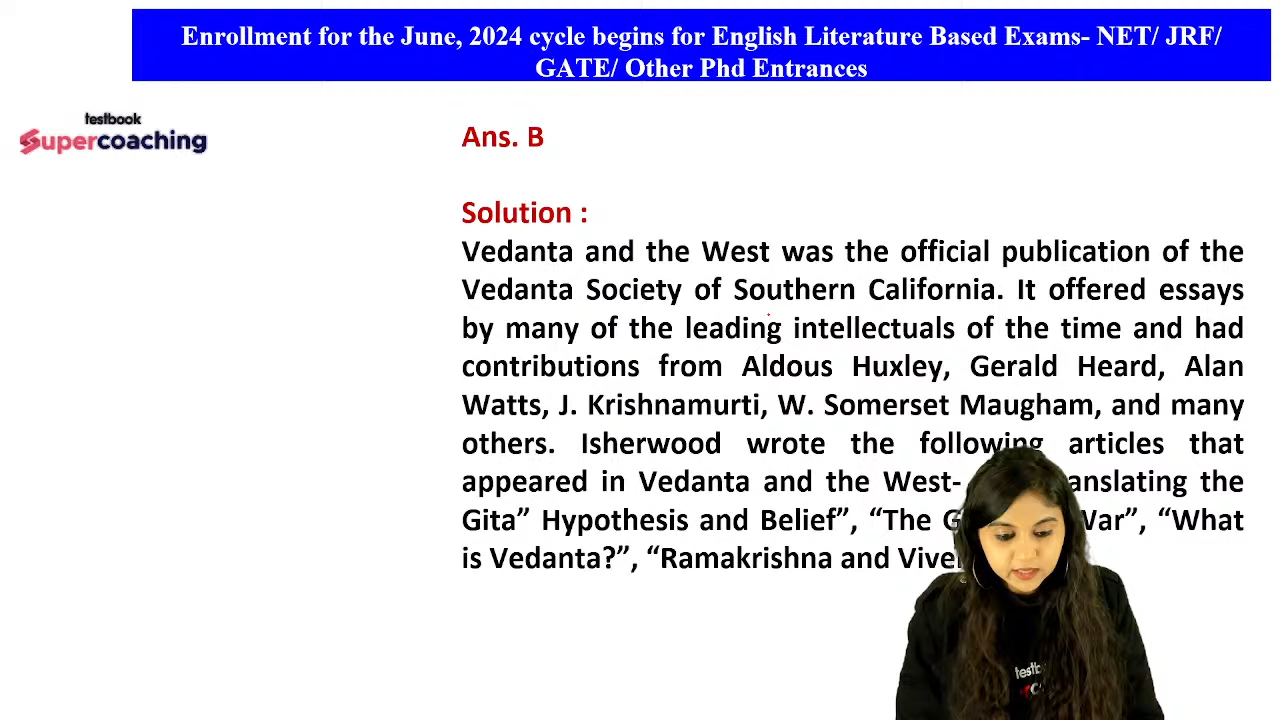 Enrollment for the June, 2024 cycle begins for English Literature Based Exams- NET/ JRF/
GATE/ Other Phd Entrances
testbook
Supercoaching
Ans. B
Solution :
Vedanta and the West was the official publication of the
Vedanta Society of Southern California. It offered essays
by many of the leading intellectuals of the time and had
contributions from Aldous Huxley, Gerald Heard, Alan
Watts, J. Krishnamurti, W. Somerset Maugham, and many
others. Isherwood wrote the following articles that
appeared in Vedanta and the West- the
Gita” Hypothesis and Belief”, “The War”, “What
is Vedanta?”, “Ramakrishna and